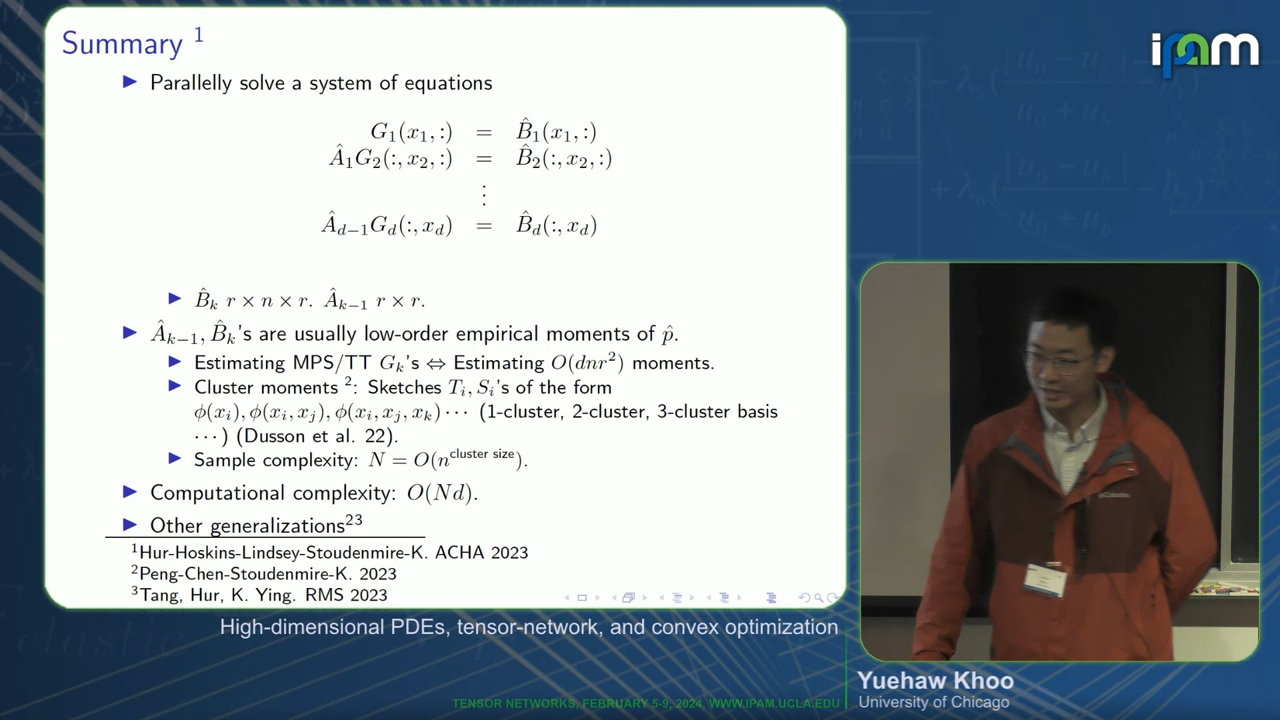 Summary ¹
ipam
▶ Parallelly solve a system of equations
G₁(x₁,:) = B̂₁(x₁,:)
Â₁G₂(:,x₂,:) = B̂₂(:,x₂,:)
⋮
Â_{d−1}G_d(:,x_d) = B̂_d(:,x_d)
▶ B̂_k r × n × r. Â_{k−1} r × r.
▶ Â_{k−1}, B̂_k's are usually low-order empirical moments of p̂.
▶ Estimating MPS/TT G_k's ⇔ Estimating O(dnr²) moments.
▶ Cluster moments ²: Sketches T_i, S_i's of the form
ϕ(x_i), ϕ(x_i, x_j), ϕ(x_i, x_j, x_k) ⋯ (1-cluster, 2-cluster, 3-cluster basis
⋯) (Dusson et al. 22).
▶ Sample complexity: N = O(n^{cluster size}).
▶ Computational complexity: O(Nd).
▶ Other generalizations²³
¹Hur-Hoskins-Lindsey-Stoudenmire-K. ACHA 2023
²Peng-Chen-Stoudenmire-K. 2023
³Tang, Hur, K. Ying. RMS 2023
High-dimensional PDEs, tensor-network, and convex optimization
Yuehaw Khoo
University of Chicago
TENSOR NETWORKS, FEBRUARY 5-9, 2024, WWW.IPAM.UCLA.EDU
Columbia